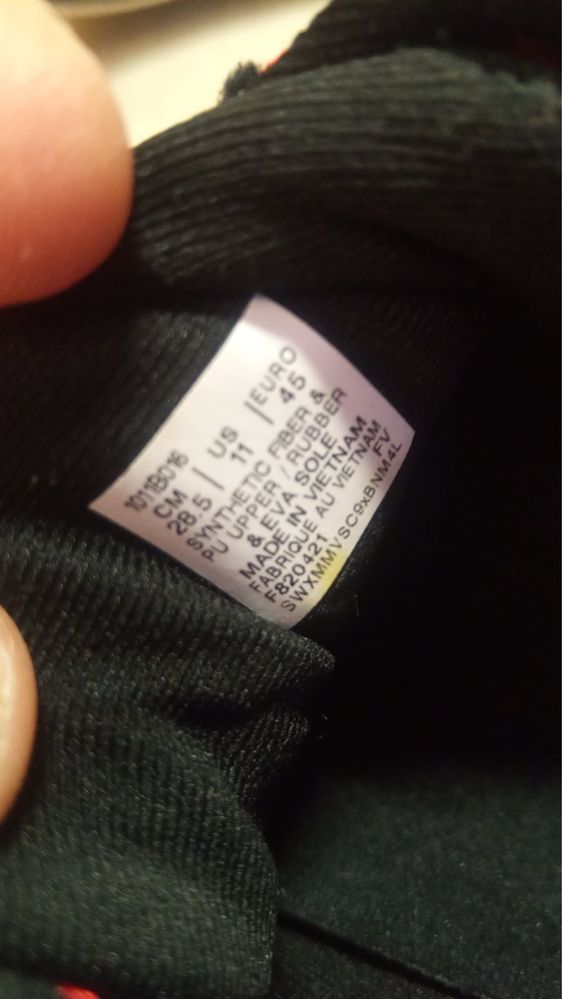 1011B016
CM | US | EURO
28.5 | 11 | 45
SYNTHETIC FIBER &
PU UPPER / RUBBER
& EVA SOLE
MADE IN VIETNAM
FABRIQUE AU VIETNAM
F820421 FV
SWXMMVSC9xBNM4L